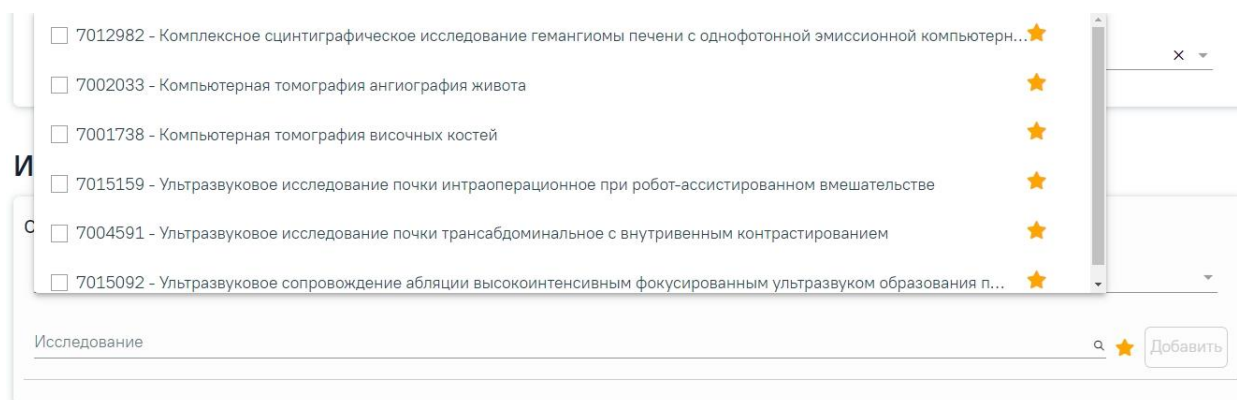 7012982 - Комплексное сцинтиграфическое исследование гемангиомы печени с однофотонной эмиссионной компьютерн...
7002033 - Компьютерная томография ангиография живота
7001738 - Компьютерная томография височных костей
И
7015159 - Ультразвуковое исследование почки интраоперационное при робот-ассистированном вмешательстве
С
7004591 - Ультразвуковое исследование почки трансабдоминальное с внутривенным контрастированием
7015092 - Ультразвуковое сопровождение абляции высокоинтенсивным фокусированным ультразвуком образования п...
Исследование
Добавить